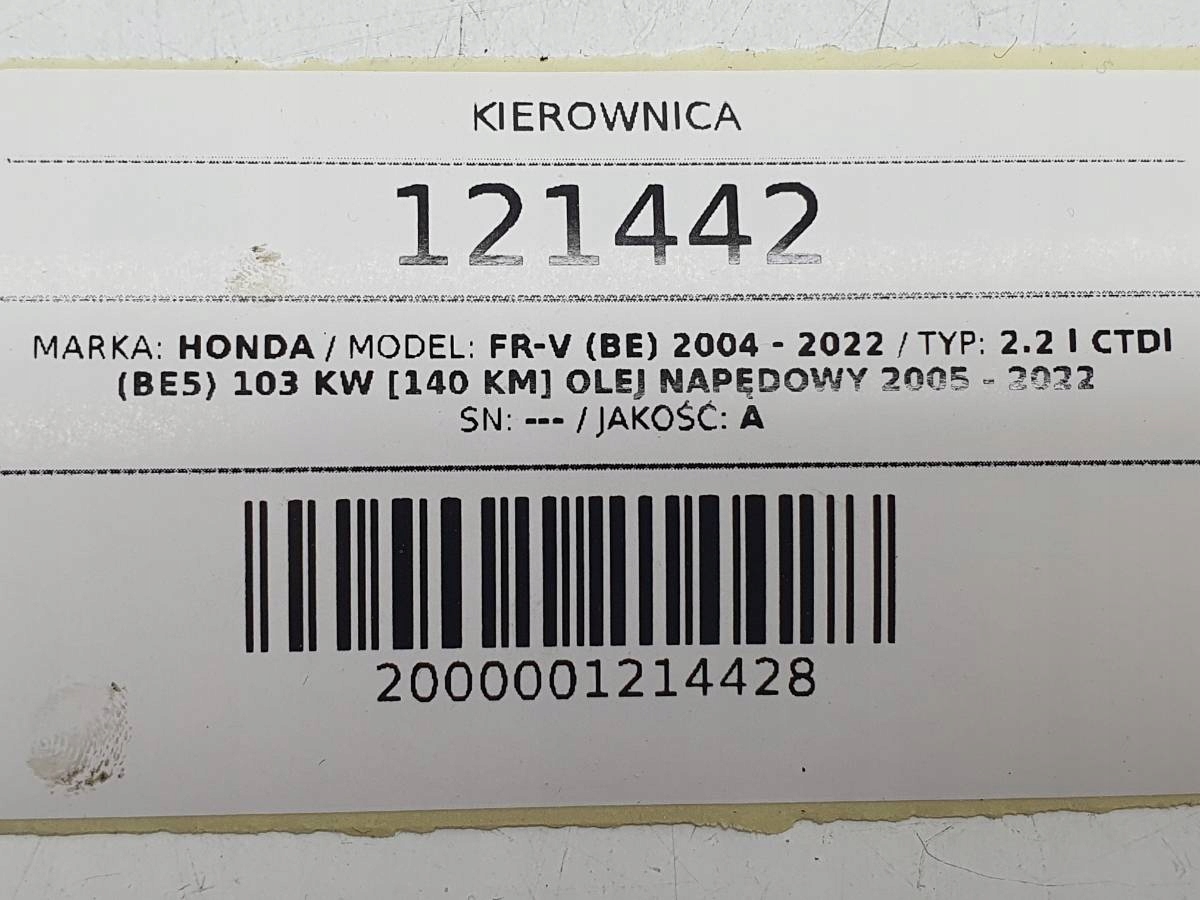 KIEROWNICA
121442
MARKA: HONDA / MODEL: FR-V (BE) 2004 - 2022 / TYP: 2.2 l CTDI
(BE5) 103 KW [140 KM] OLEJ NAPĘDOWY 2005 - 2022
SN: --- / JAKOŚĆ: A
2000001214428